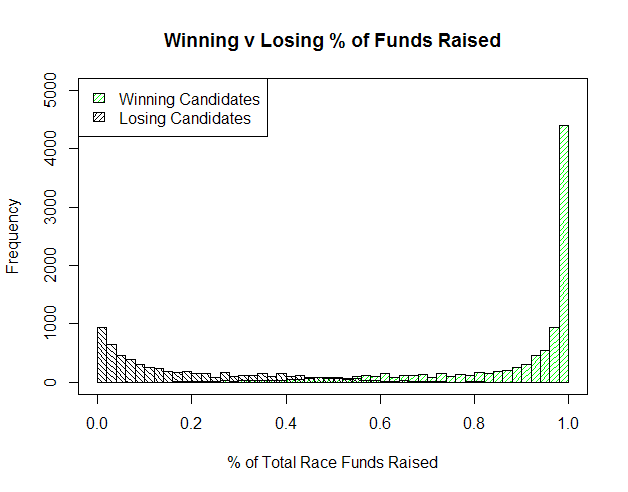 Winning v Losing % of Funds Raised
Winning Candidates
Losing Candidates
Frequency
5000
4000
3000
2000
1000
0
0.0 0.2 0.4 0.6 0.8 1.0
% of Total Race Funds Raised